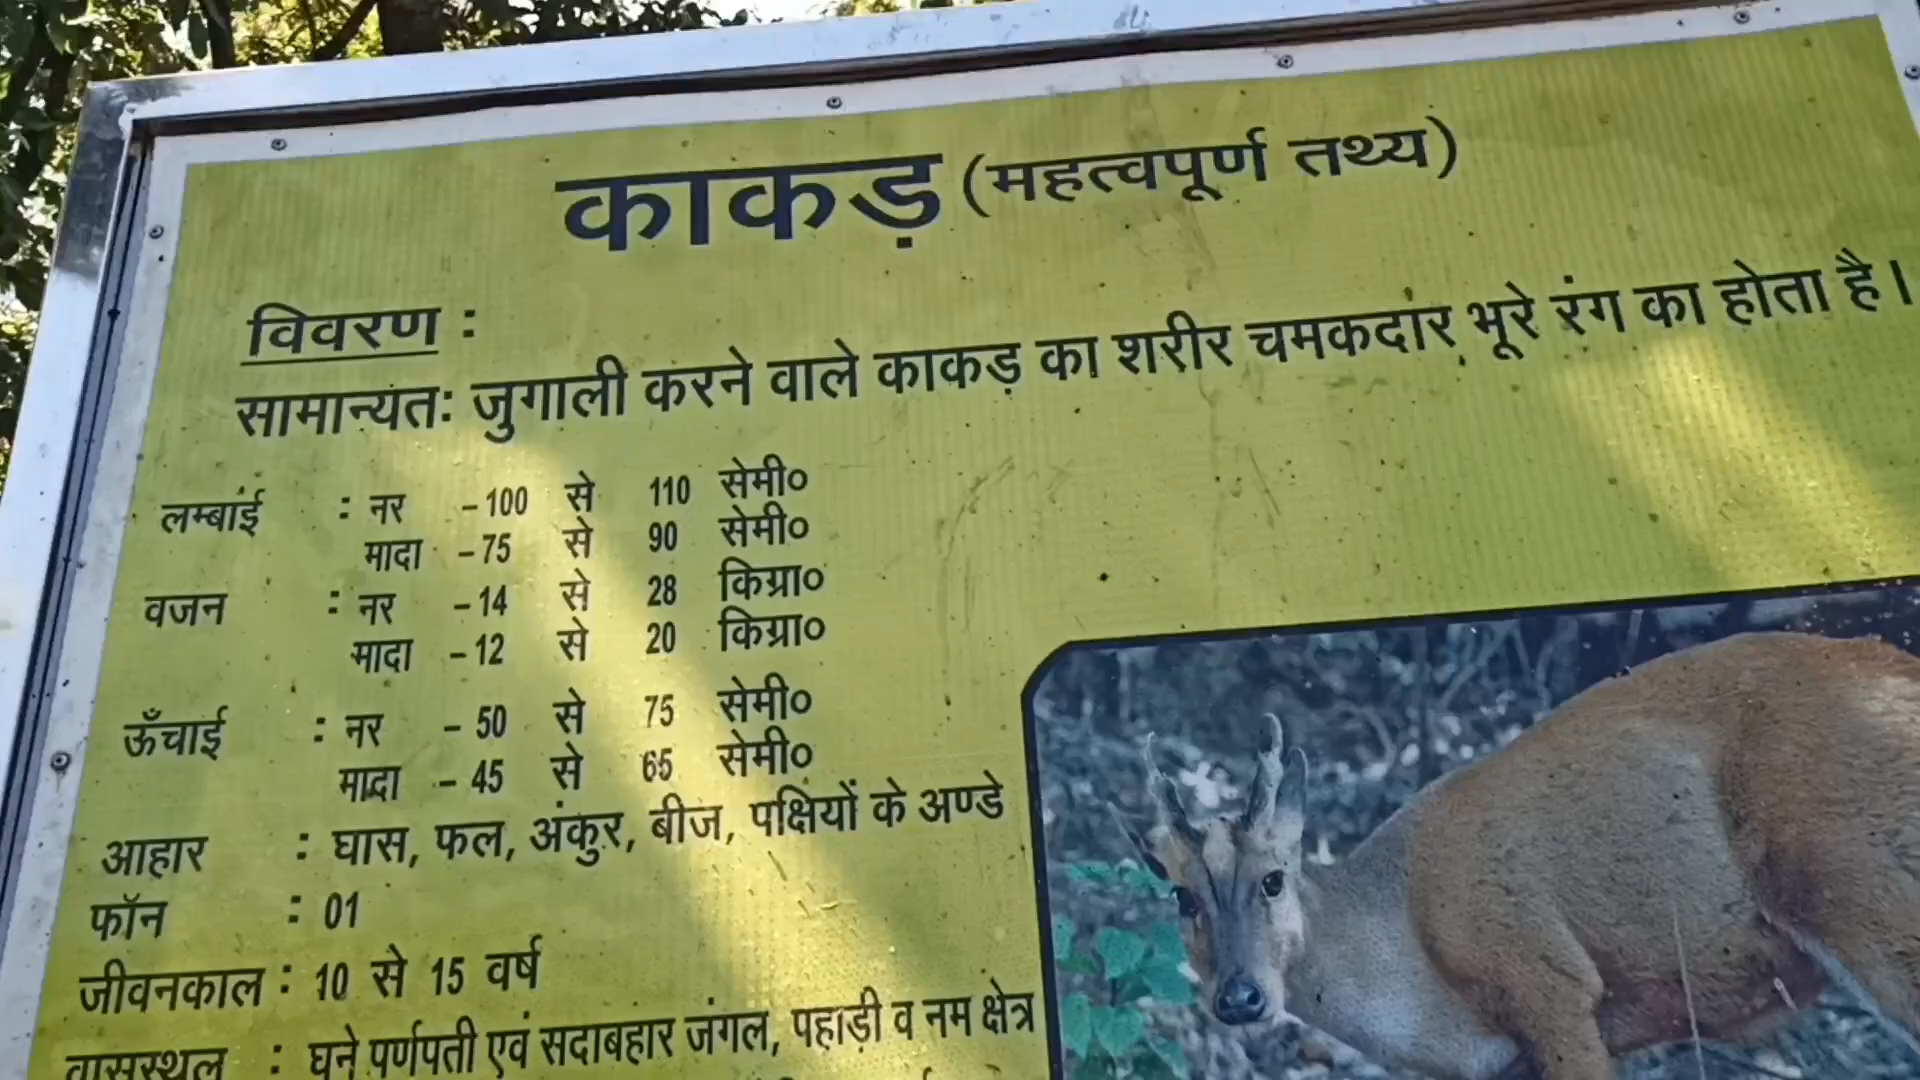 काकड़ (महत्वपूर्ण तथ्य)
विवरण :
सामान्यत: जुगाली करने वाले काकड़ का शरीर चमकदार भूरे रंग का होता है।
लम्बाई : नर - 100 से 110 सेमी०
मादा - 75 से 90 सेमी०
वजन : नर - 14 से 28 किग्रा०
मादा - 12 से 20 किग्रा०
ऊँचाई : नर - 50 से 75 सेमी०
मादा - 45 से 65 सेमी०
आहार : घास, फल, अंकुर, बीज, पक्षियों के अण्डे
फॉन : 01
जीवनकाल : 10 से 15 वर्ष
वासस्थल : घने पर्णपती एवं सदाबहार जंगल, पहाड़ी व नम क्षेत्र